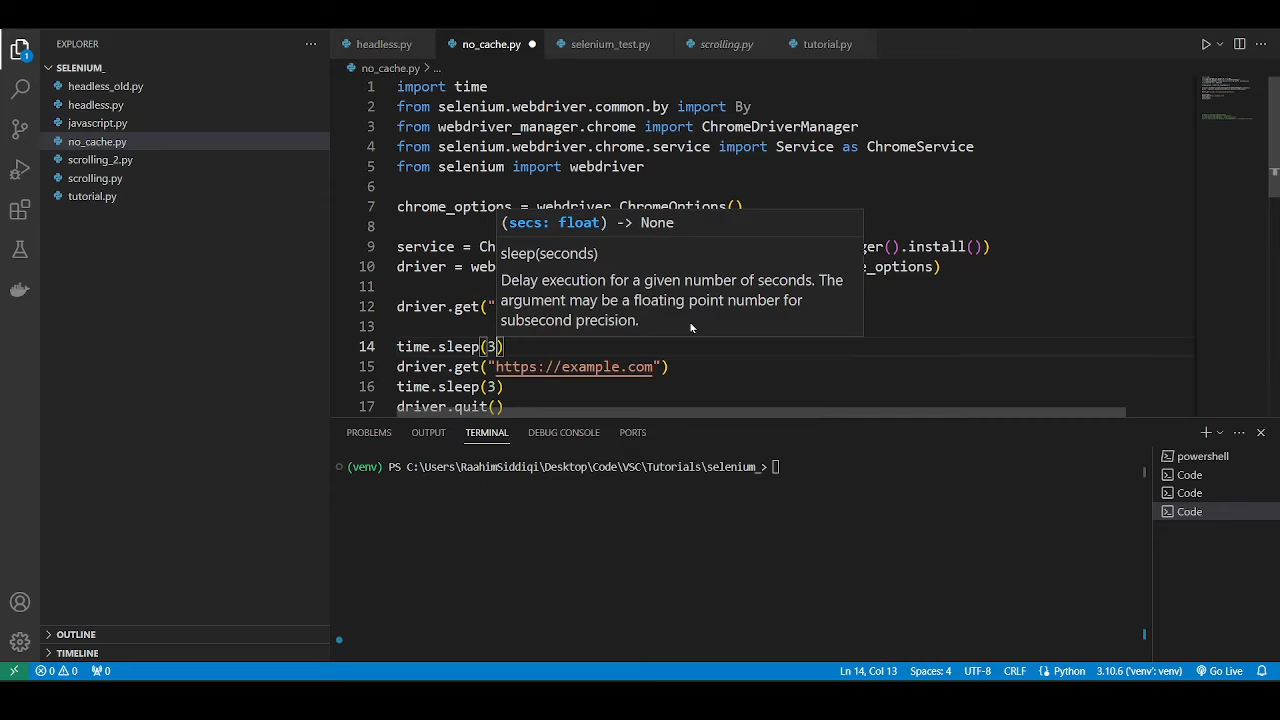 EXPLORER
SELENIUM_
headless_old.py
headless.py
javascript.py
no_cache.py
scrolling_2.py
scrolling.py
tutorial.py
OUTLINE
TIMELINE
headless.py no_cache.py selenium_test.py scrolling.py tutorial.py
no_cache.py > ...
1 import time
2 from selenium.webdriver.common.by import By
3 from webdriver_manager.chrome import ChromeDriverManager
4 from selenium.webdriver.chrome.service import Service as ChromeService
5 from selenium import webdriver
6
7 chrome_options = webdriver.ChromeOptions()
(secs: float) -> None
sleep(seconds)
Delay execution for a given number of seconds. The
argument may be a floating point number for
subsecond precision.
9 service = Ch ger().install())
10 driver = web e_options)
11
12 driver.get("
13
14 time.sleep(3)
15 driver.get("https://example.com")
16 time.sleep(3)
17 driver.quit()
PROBLEMS OUTPUT TERMINAL DEBUG CONSOLE PORTS
(venv) PS C:\Users\RaahimSiddiqi\Desktop\Code\VSC\Tutorials\selenium_>
powershell
Code
Code
Code
1
0 0 0 Ln 14, Col 13 Spaces: 4 UTF-8 CRLF Python 3.10.6 ('venv': venv) Go Live